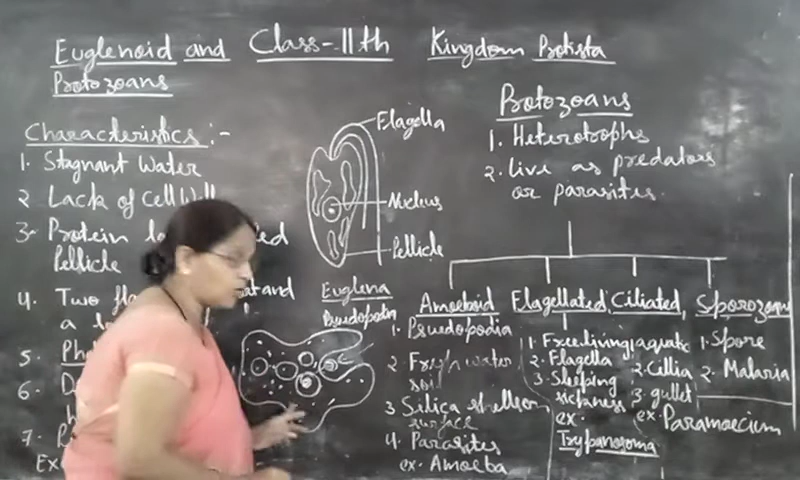 Euglenoid and
Protozoans
Class-11th
Kingdom Protista
Characteristics:-
1. Stagnant Water
2 Lack of Cell Wall
3- Protein
Pellicle
4. Two and
a
5.
6.
7.
Ex
Flagella
Nucleus
Pellicle
Euglena
Pseudopodia
Protozoans
1. Heterotrophs
2. Live as predators
or parasites.
Amoeboid
1. Psuedopodia
2. Fresh water
soil
3 Silica shell on
surface
4. Parasites
ex. Amoeba
Flagellated
1. Free living
2. Flagella
3. Sleeping
sickness
ex.
Trypanosoma
Ciliated
aquatic
2. Cillia
3. gullet
ex. Paramoecium
Sporozoans
1. Spore
2. Malaria